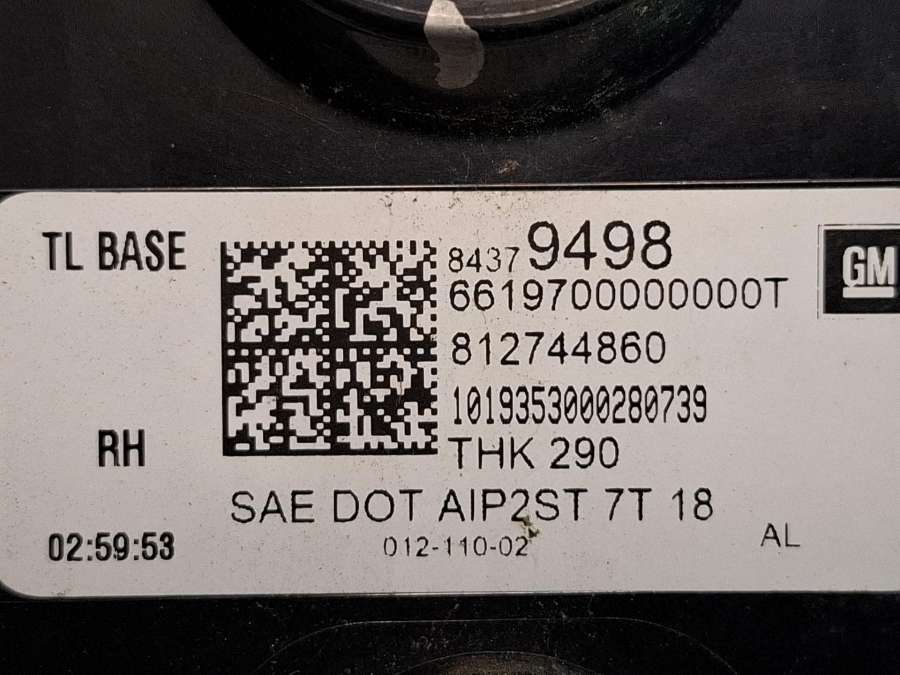 TL BASE
84379498
GM
6619700000000T
812744860
1019353000280739
RH
THK 290
SAE DOT AIP2ST 7T 18
02:59:53
012-110-02
AL